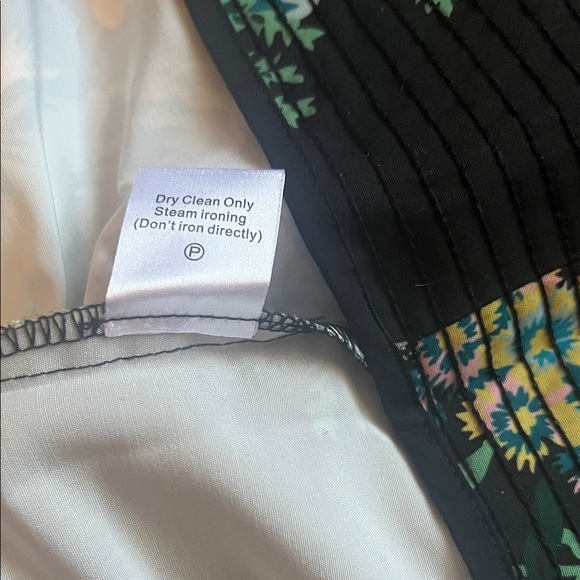 Dry Clean Only
Steam ironing
(Don't iron directly)
P